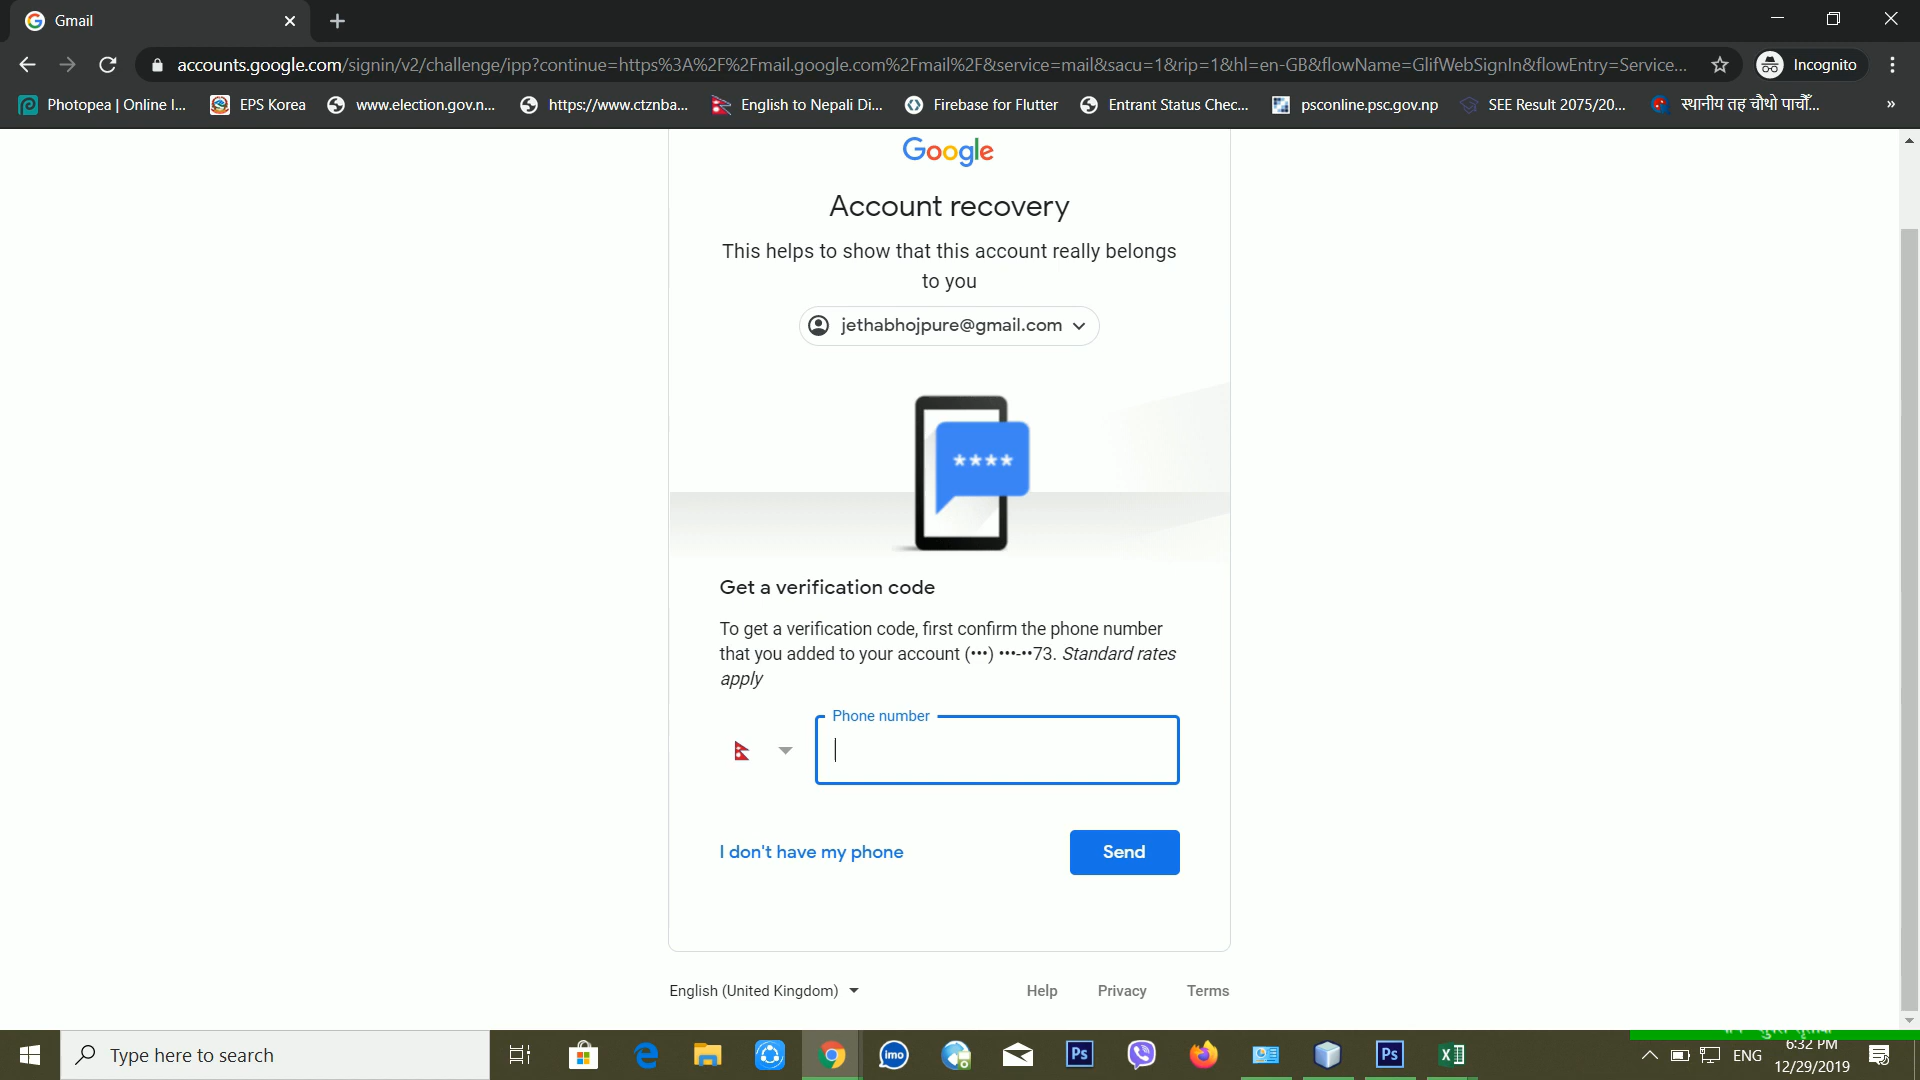 Gmail
accounts.google.com/signin/v2/challenge/ipp?continue=https%3A%2F%2Fmail.google.com%2Fmail%2F&service=mail&sacu=1&rip=1&hl=en-GB&flowName=GlifWebSignIn&flowEntry=Service...
Incognito
Photopea | Online I... EPS Korea www.election.gov.n... https://www.ctznba... English to Nepali Di... Firebase for Flutter Entrant Status Chec... psconline.psc.gov.np SEE Result 2075/20... स्थानीय तह चौथो पाचौँ... »
Google
Account recovery
This helps to show that this account really belongs
to you
jethabhojpure@gmail.com
****
Get a verification code
To get a verification code, first confirm the phone number
that you added to your account (•••) •••-••73. Standard rates
apply
Phone number
I don't have my phone
Send
English (United Kingdom)
Help Privacy Terms
Type here to search
imo
Ps
Ps
ENG
6:32 PM
12/29/2019